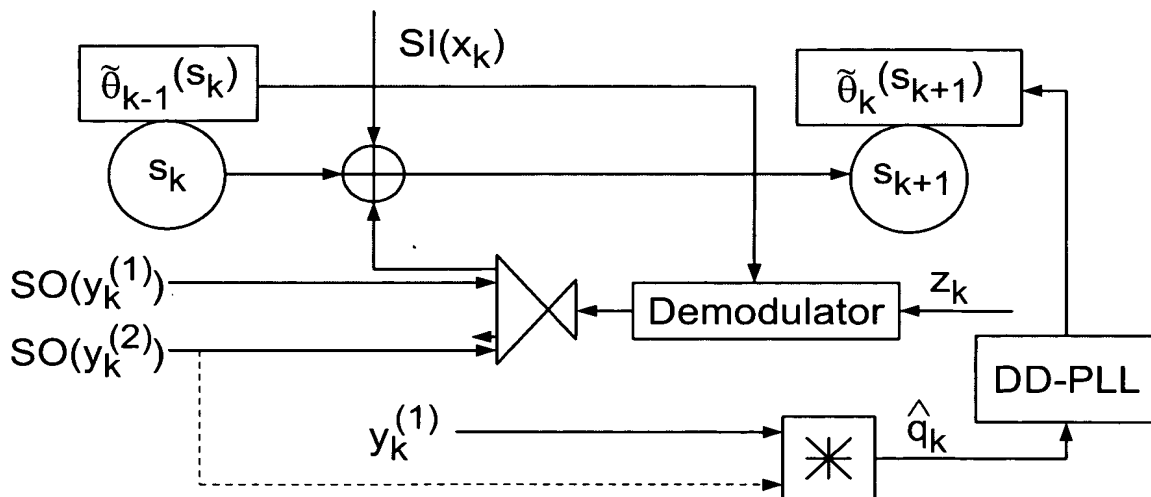 SI(x_k)
θ̃_{k-1}(s_k)
θ̃_k(s_{k+1})
s_k
s_{k+1}
SO(y_k^{(1)})
Demodulator
z_k
SO(y_k^{(2)})
DD-PLL
y_k^{(1)}
q̂_k